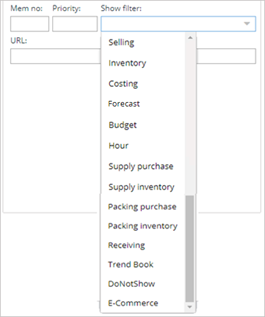 Mem no: Priority: Show filter:
URL:
Selling
Inventory
Costing
Forecast
Budget
Hour
Supply purchase
Supply inventory
Packing purchase
Packing inventory
Receiving
Trend Book
DoNotShow
E-Commerce